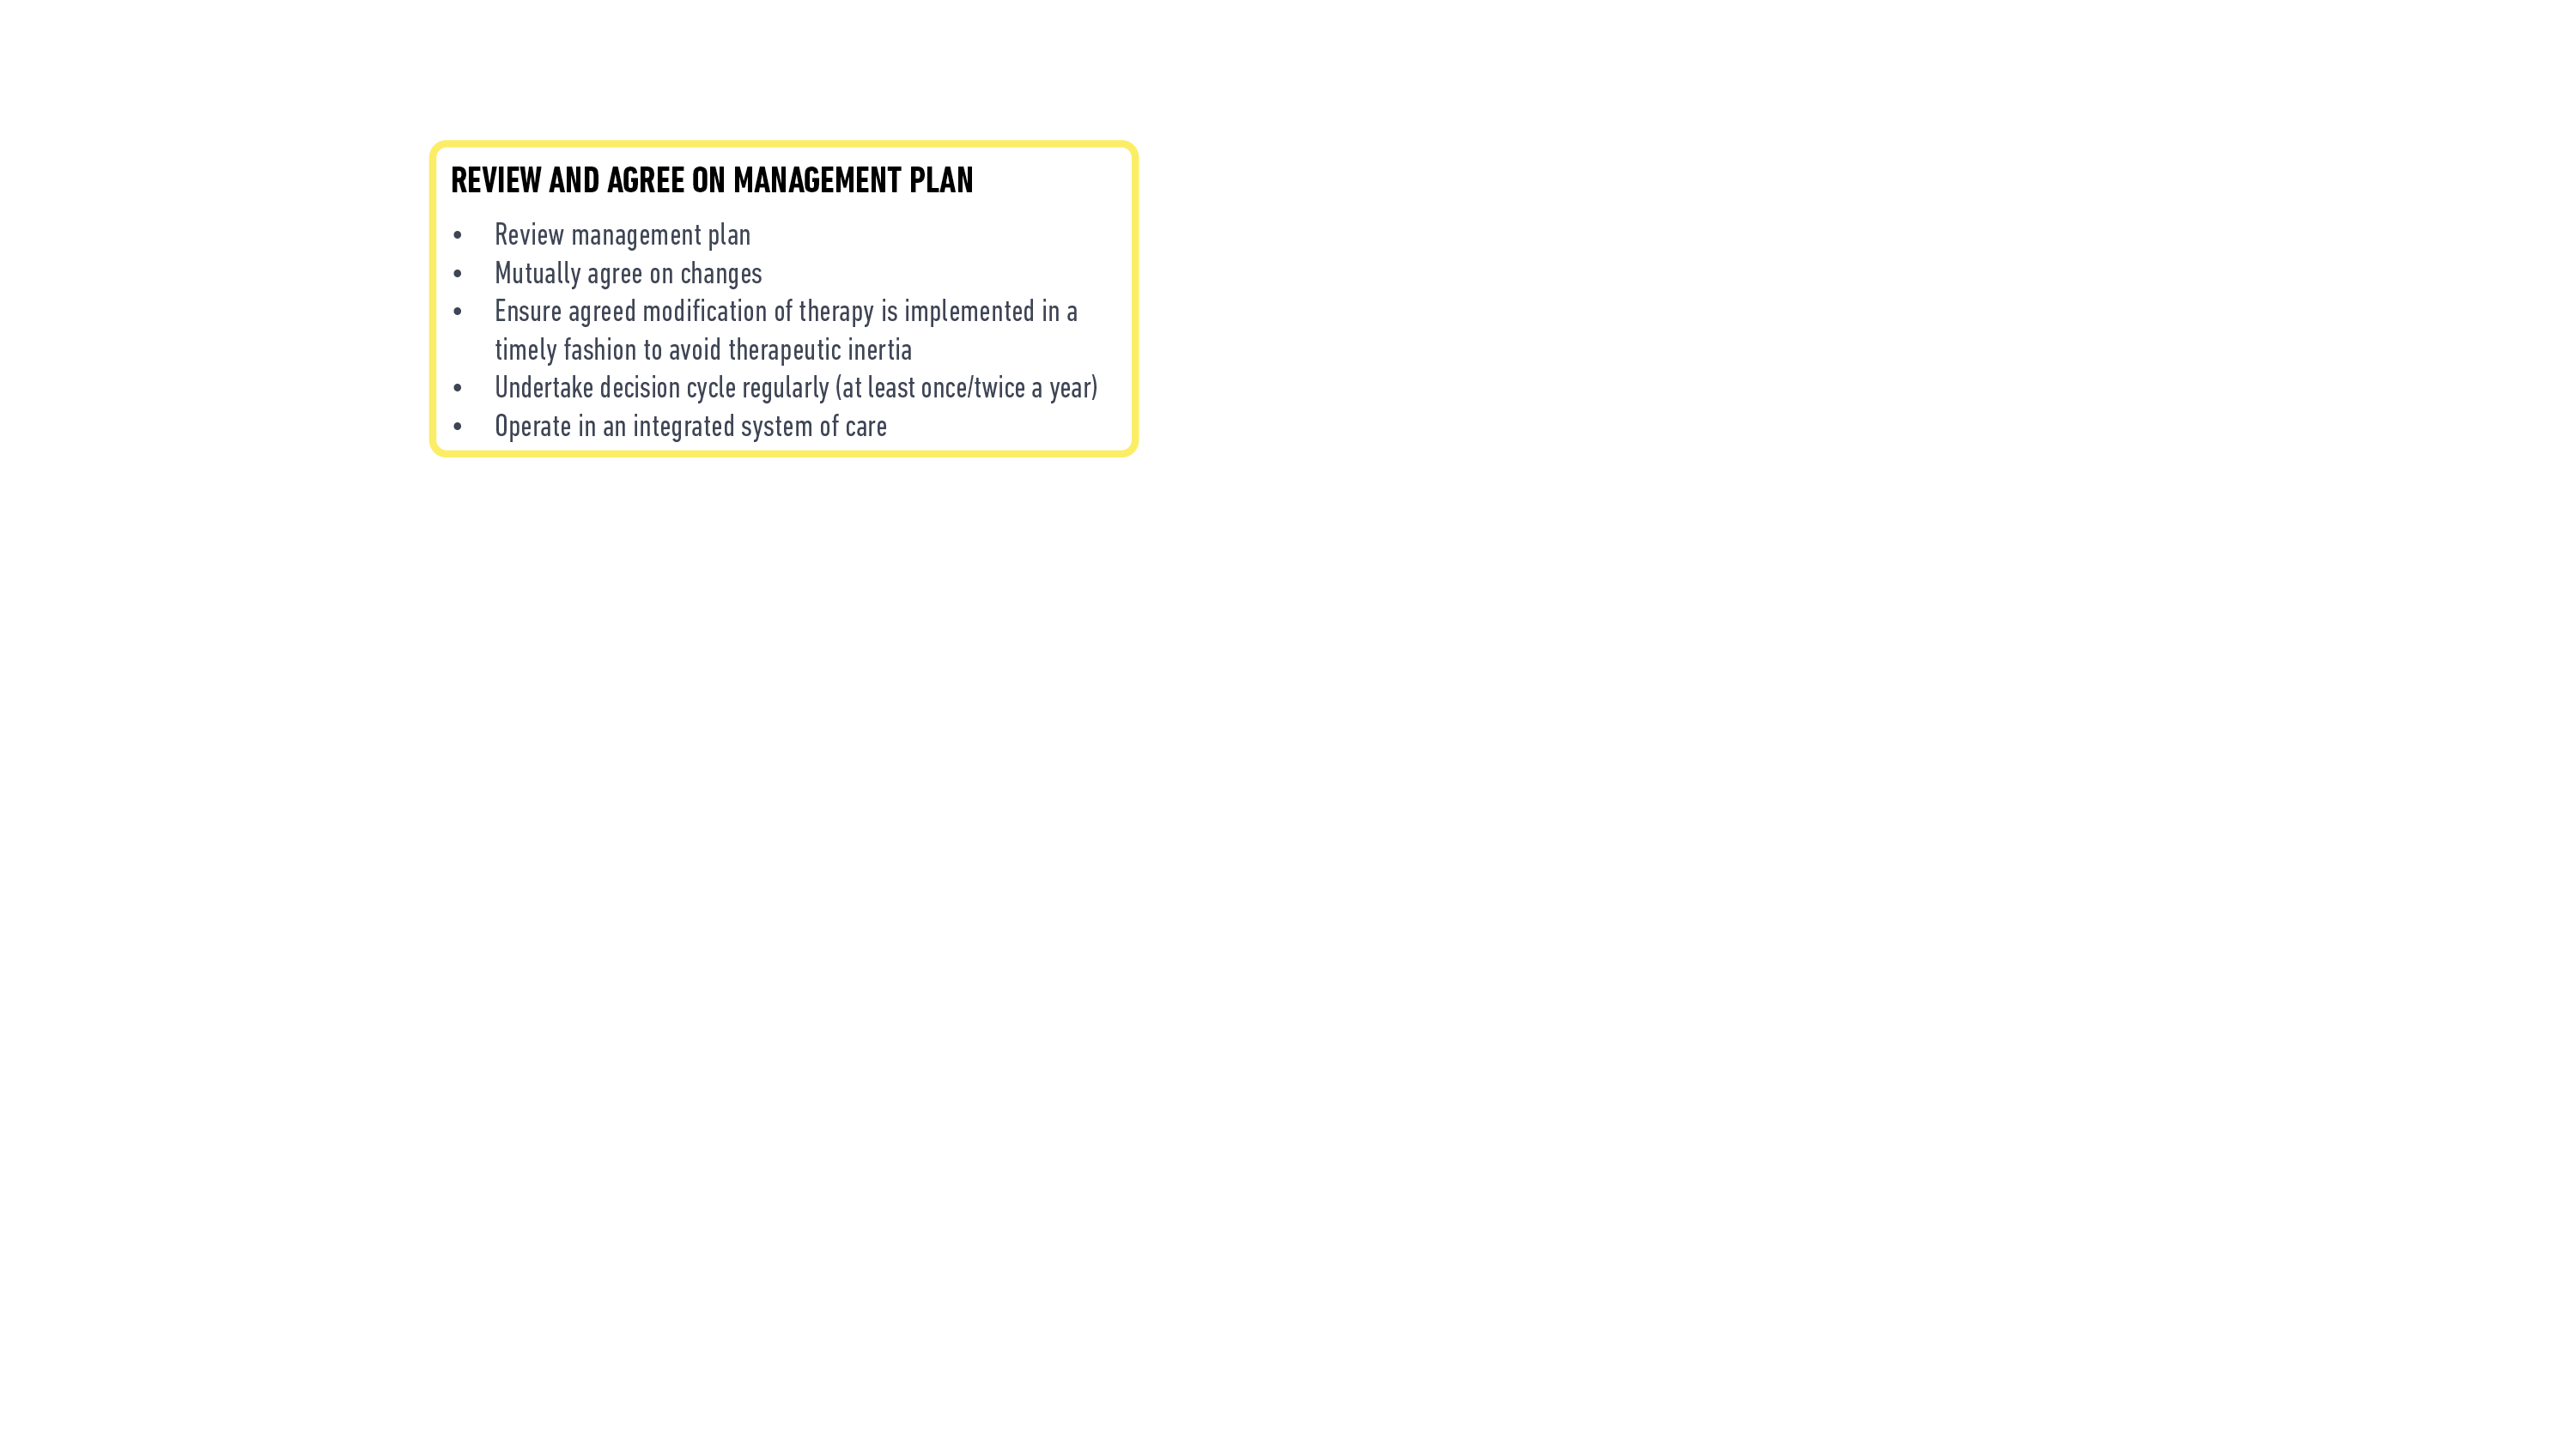 REVIEW AND AGREE ON MANAGEMENT PLAN
• Review management plan
• Mutually agree on changes
• Ensure agreed modification of therapy is implemented in a
timely fashion to avoid therapeutic inertia
• Undertake decision cycle regularly (at least once/twice a year)
• Operate in an integrated system of care